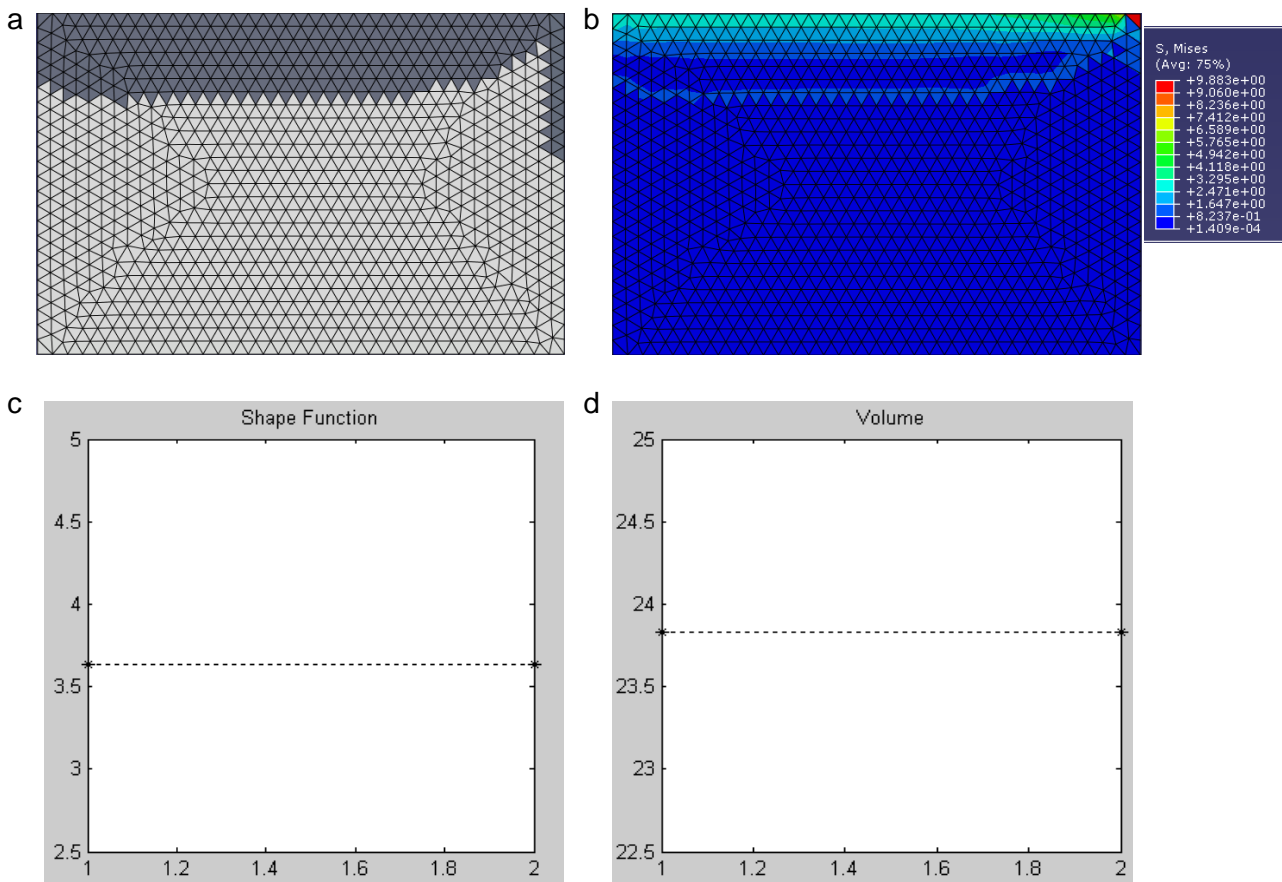 a
b
S, Mises
(Avg: 75%)
+9.883e+00
+9.060e+00
+8.236e+00
+7.412e+00
+6.589e+00
+5.765e+00
+4.942e+00
+4.118e+00
+3.295e+00
+2.471e+00
+1.647e+00
+8.237e-01
+1.409e-04
c
Shape Function
5
4.5
4
3.5
3
2.5
1 1.2 1.4 1.6 1.8 2
d
Volume
25
24.5
24
23.5
23
22.5
1 1.2 1.4 1.6 1.8 2